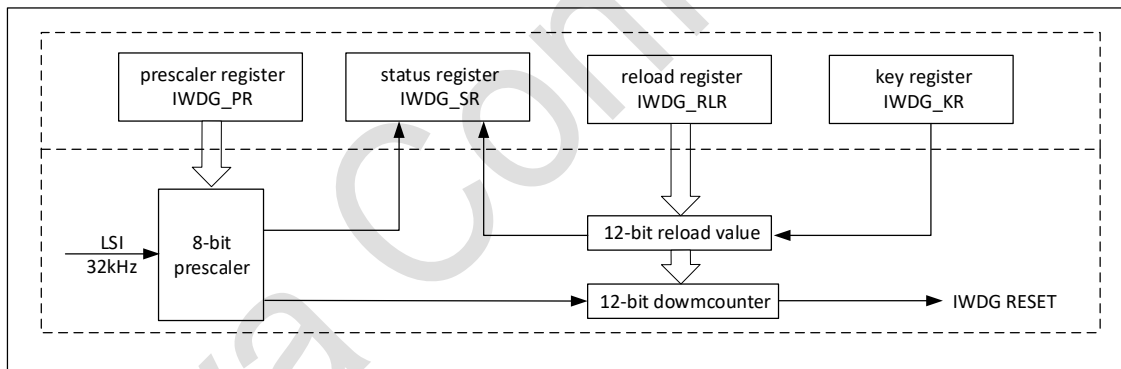 prescaler register
IWDG_PR
status register
IWDG_SR
reload register
IWDG_RLR
key register
IWDG_KR
LSI
32kHz
8-bit
prescaler
12-bit reload value
12-bit dowmcounter
IWDG RESET